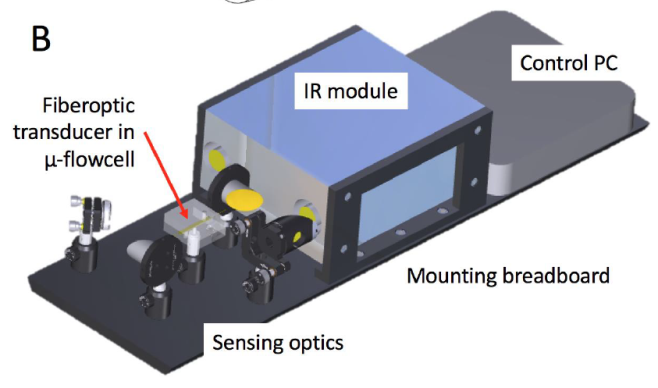 B
Control PC
IR module
Fiberoptic
transducer in
µ-flowcell
Mounting breadboard
Sensing optics